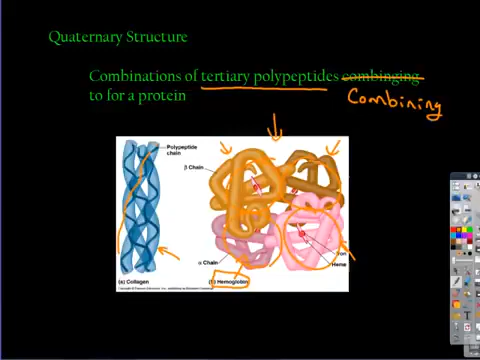 Quaternary Structure
Combinations of tertiary polypeptides combinging
Combining
to for a protein
Polypeptide
chain
β Chain
α Chain
Iron
Heme
(a) Collagen
(b) Hemoglobin